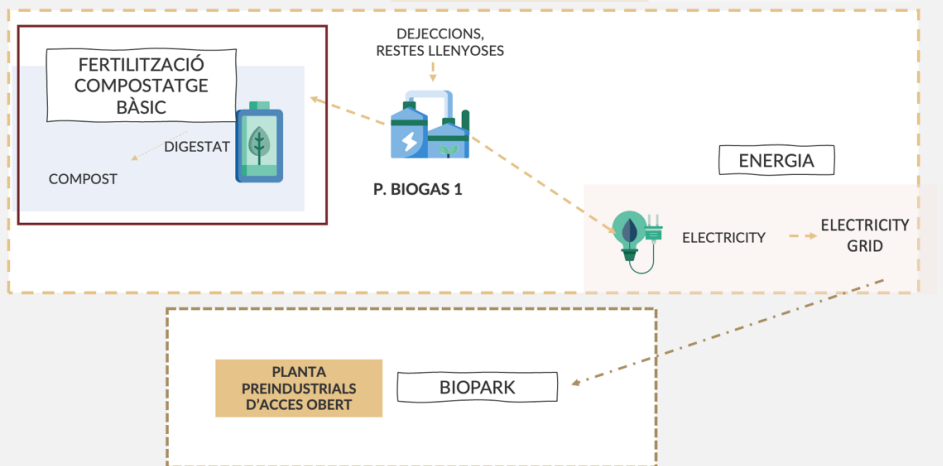 FERTILITZACIÓ
COMPOSTATGE
BÀSIC
DIGESTAT
COMPOST
DEJECCIONS,
RESTES LLENYOSES
P. BIOGAS 1
ENERGIA
ELECTRICITY
ELECTRICITY
GRID
PLANTA
PREINDUSTRIALS
D'ACCES OBERT
BIOPARK